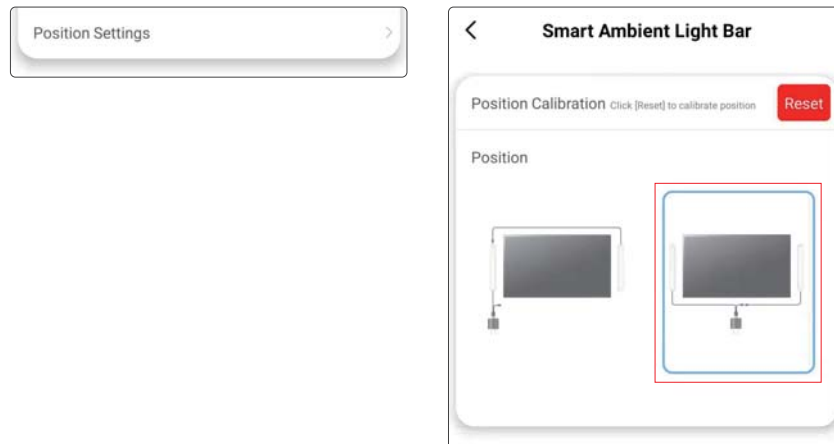 Position Settings
Smart Ambient Light Bar
Position Calibration Click [Reset] to calibrate position Reset
Position